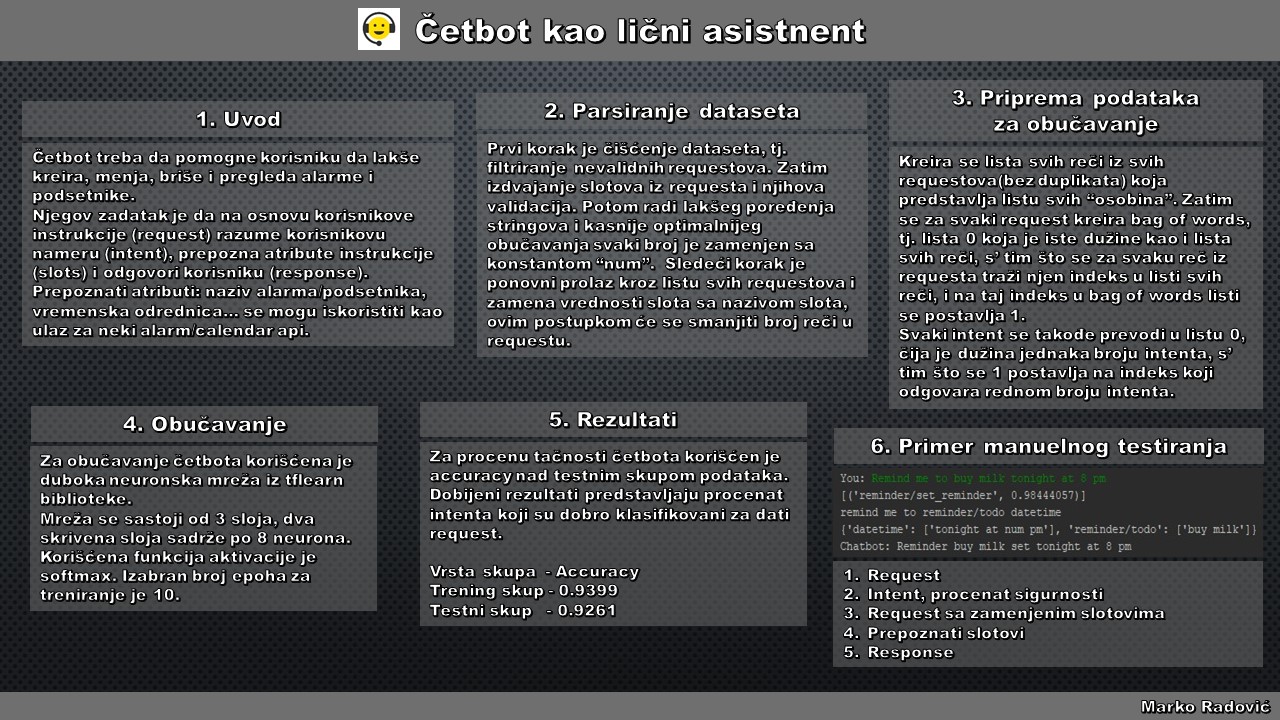 Četbot kao lični asistnent
1. Uvod
Četbot treba da pomogne korisniku da lakše
kreira, menja, briše i pregleda alarme i
podsetnike.
Njegov zadatak je da na osnovu korisnikove
instrukcije (request) razume korisnikovu
nameru (intent), prepozna atribute instrukcije
(slots) i odgovori korisniku (response).
Prepoznati atributi: naziv alarma/podsetnika,
vremenska odrednica... se mogu iskoristiti kao
ulaz za neki alarm/calendar api.
2. Parsiranje dataseta
Prvi korak je čišćenje dataseta, tj.
filtriranje nevalidnih requestova. Zatim
izdvajanje slotova iz requesta i njihova
validacija. Potom radi lakšeg poređenja
stringova i kasnije optimalnijeg
obučavanja svaki broj je zamenjen sa
konstantom “num”. Sledeći korak je
ponovni prolaz kroz listu svih requestova i
zamena vrednosti slota sa nazivom slota,
ovim postupkom će se smanjiti broj reči u
requestu.
3. Priprema podataka
za obučavanje
Kreira se lista svih reči iz svih
requestova(bez duplikata) koja
predstavlja listu svih “osobina”. Zatim
se za svaki request kreira bag of words,
tj. lista 0 koja je iste dužine kao i lista
svih reči, s’ tim što se za svaku reč iz
requesta traži njen indeks u listi svih
reči, i na taj indeks u bag of words listi
se postavlja 1.
Svaki intent se takođe prevodi u listu 0,
čija je dužina jednaka broju intenta, s’
tim što se 1 postavlja na indeks koji
odgovara rednom broju intenta.
4. Obučavanje
Za obučavanje četbota korišćena je
duboka neuronska mreža iz tflearn
biblioteke.
Mreža se sastoji od 3 sloja, dva
skrivena sloja sadrže po 8 neurona.
Korišćena funkcija aktivacije je
softmax. Izabran broj epoha za
treniranje je 10.
5. Rezultati
Za procenu tačnosti četbota korišćen je
accuracy nad testnim skupom podataka.
Dobijeni rezultati predstavljaju procenat
intenta koji su dobro klasifikovani za dati
request.
Vrsta skupa - Accuracy
Trening skup - 0.9399
Testni skup - 0.9261
6. Primer manuelnog testiranja
You: Remind me to buy milk tonight at 8 pm
[('reminder/set_reminder', 0.98444057)]
remind me to reminder/todo datetime
{'datetime': ['tonight at num pm'], 'reminder/todo': ['buy milk']}
Chatbot: Reminder buy milk set tonight at 8 pm
1. Request
2. Intent, procenat sigurnosti
3. Request sa zamenjenim slotovima
4. Prepoznati slotovi
5. Response
Marko Radović